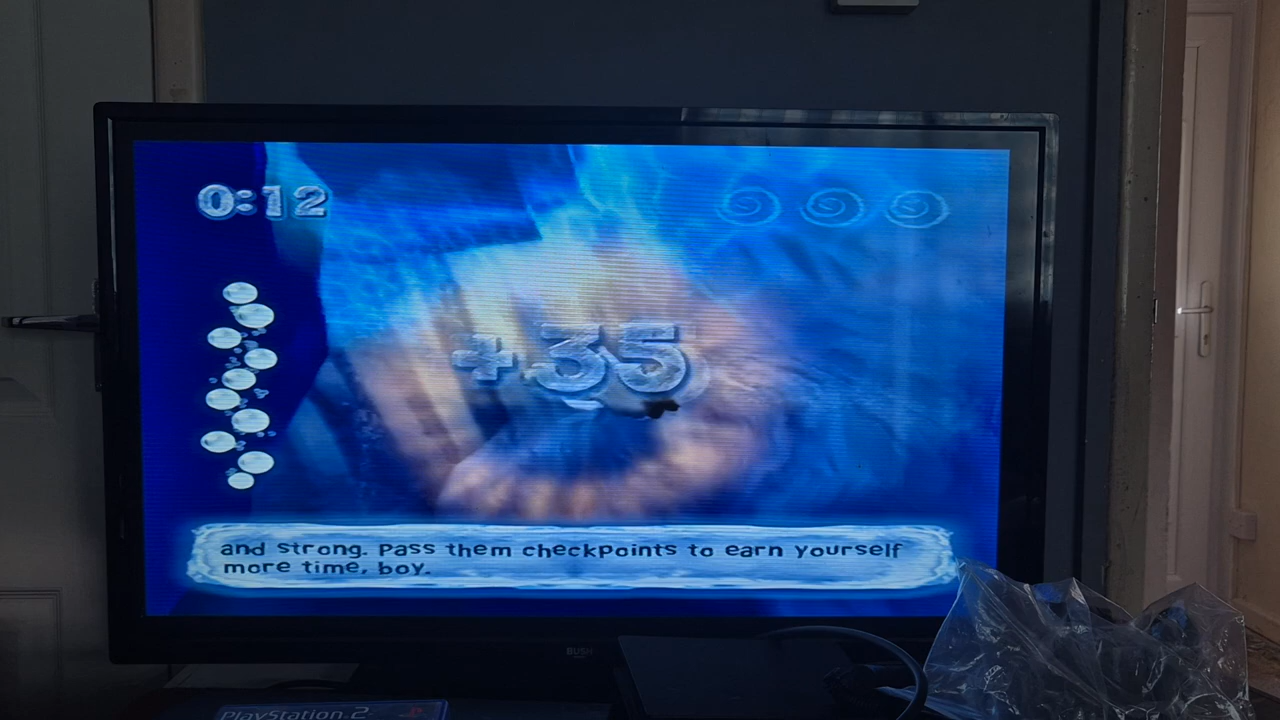 0:12
+35
and strong. Pass them checkpoints to earn yourself
more time, boy.
BUSH
PlayStation 2